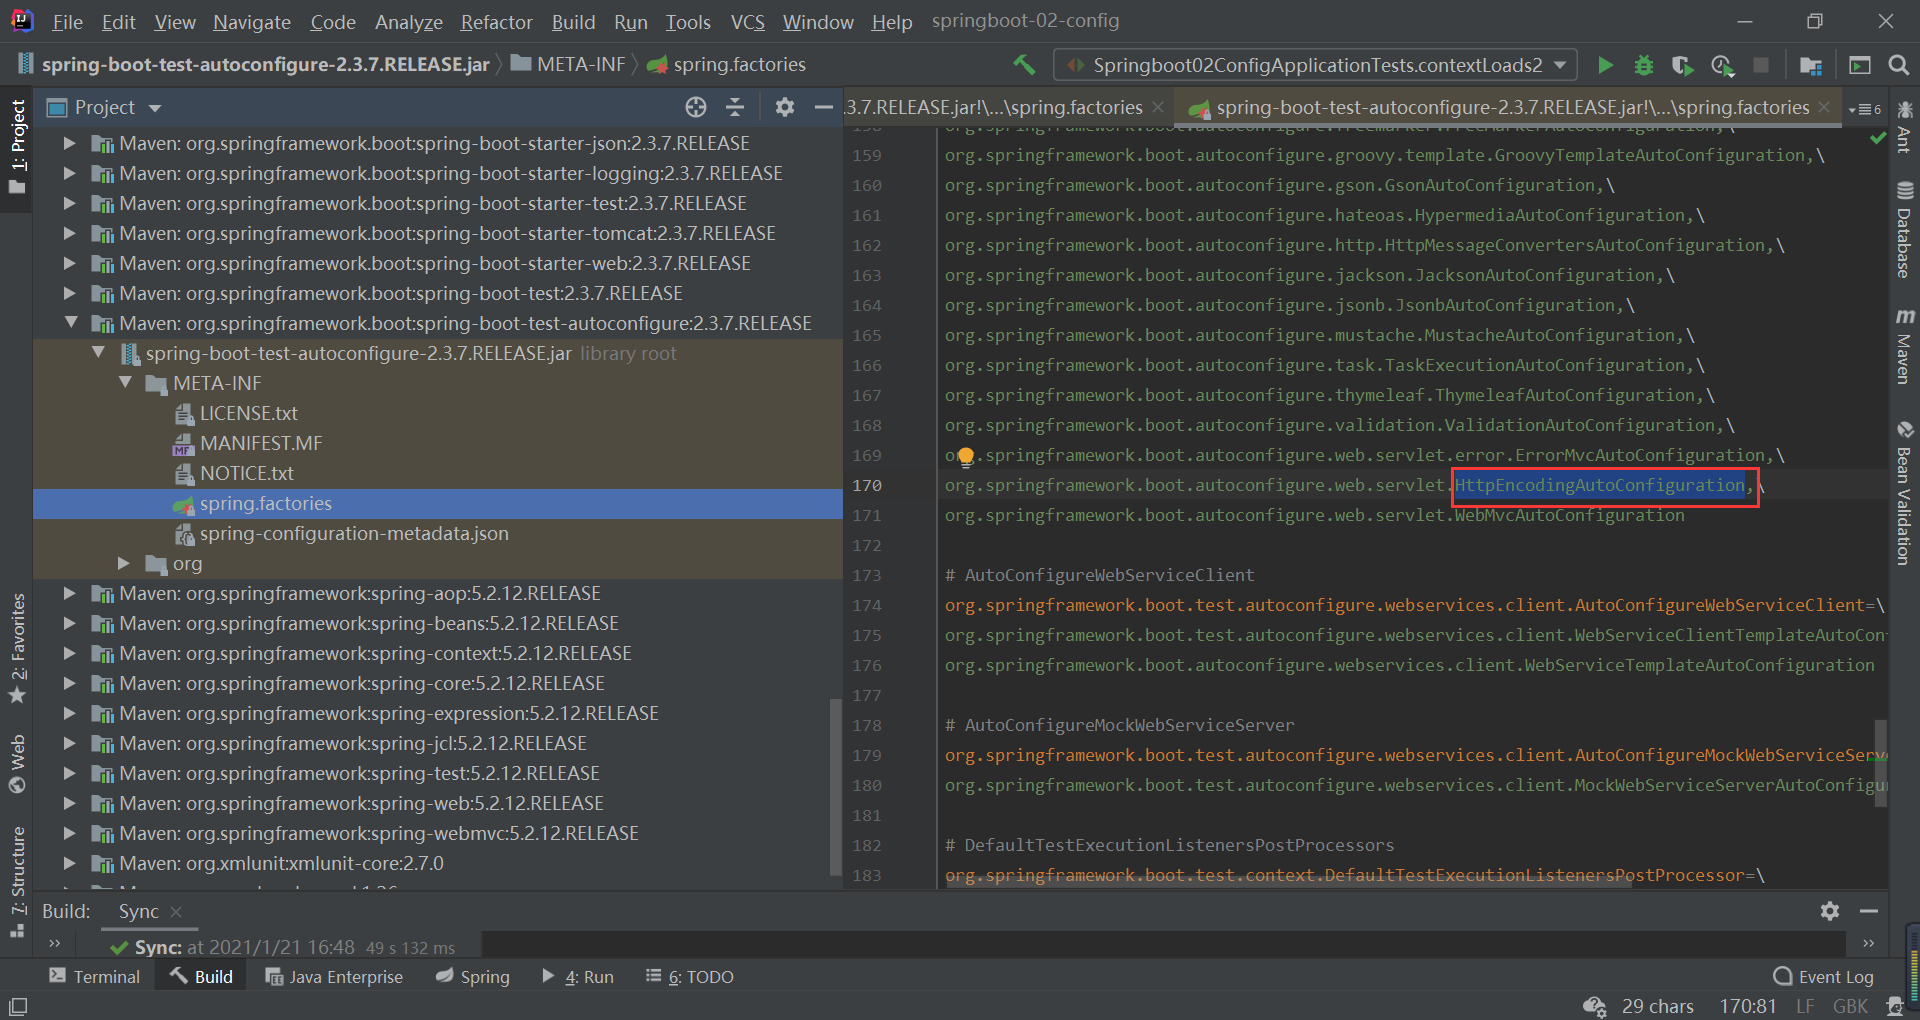 File Edit View Navigate Code Analyze Refactor Build Run Tools VCS Window Help springboot-02-config
spring-boot-test-autoconfigure-2.3.7.RELEASE.jar META-INF spring.factories
Springboot02ConfigApplicationTests.contextLoads2
1: Project
2: Favorites
Web
7: Structure
Project
Maven: org.springframework.boot:spring-boot-starter-json:2.3.7.RELEASE
Maven: org.springframework.boot:spring-boot-starter-logging:2.3.7.RELEASE
Maven: org.springframework.boot:spring-boot-starter-test:2.3.7.RELEASE
Maven: org.springframework.boot:spring-boot-starter-tomcat:2.3.7.RELEASE
Maven: org.springframework.boot:spring-boot-starter-web:2.3.7.RELEASE
Maven: org.springframework.boot:spring-boot-test:2.3.7.RELEASE
Maven: org.springframework.boot:spring-boot-test-autoconfigure:2.3.7.RELEASE
spring-boot-test-autoconfigure-2.3.7.RELEASE.jar library root
META-INF
LICENSE.txt
MANIFEST.MF
NOTICE.txt
spring.factories
spring-configuration-metadata.json
org
Maven: org.springframework:spring-aop:5.2.12.RELEASE
Maven: org.springframework:spring-beans:5.2.12.RELEASE
Maven: org.springframework:spring-context:5.2.12.RELEASE
Maven: org.springframework:spring-core:5.2.12.RELEASE
Maven: org.springframework:spring-expression:5.2.12.RELEASE
Maven: org.springframework:spring-jcl:5.2.12.RELEASE
Maven: org.springframework:spring-test:5.2.12.RELEASE
Maven: org.springframework:spring-web:5.2.12.RELEASE
Maven: org.springframework:spring-webmvc:5.2.12.RELEASE
Maven: org.xmlunit:xmlunit-core:2.7.0
.3.7.RELEASE.jar!\...\spring.factories spring-boot-test-autoconfigure-2.3.7.RELEASE.jar!\...\spring.factories 6
159 org.springframework.boot.autoconfigure.groovy.template.GroovyTemplateAutoConfiguration,\
160 org.springframework.boot.autoconfigure.gson.GsonAutoConfiguration,\
161 org.springframework.boot.autoconfigure.hateoas.HypermediaAutoConfiguration,\
162 org.springframework.boot.autoconfigure.http.HttpMessageConvertersAutoConfiguration,\
163 org.springframework.boot.autoconfigure.jackson.JacksonAutoConfiguration,\
164 org.springframework.boot.autoconfigure.jsonb.JsonbAutoConfiguration,\
165 org.springframework.boot.autoconfigure.mustache.MustacheAutoConfiguration,\
166 org.springframework.boot.autoconfigure.task.TaskExecutionAutoConfiguration,\
167 org.springframework.boot.autoconfigure.thymeleaf.ThymeleafAutoConfiguration,\
168 org.springframework.boot.autoconfigure.validation.ValidationAutoConfiguration,\
169 org.springframework.boot.autoconfigure.web.servlet.error.ErrorMvcAutoConfiguration,\
170 org.springframework.boot.autoconfigure.web.servlet.HttpEncodingAutoConfiguration,\
171 org.springframework.boot.autoconfigure.web.servlet.WebMvcAutoConfiguration
172
173 # AutoConfigureWebServiceClient
174 org.springframework.boot.test.autoconfigure.webservices.client.AutoConfigureWebServiceClient=\
175 org.springframework.boot.test.autoconfigure.webservices.client.WebServiceClientTemplateAutoCon
176 org.springframework.boot.autoconfigure.webservices.client.WebServiceTemplateAutoConfiguration
177
178 # AutoConfigureMockWebServiceServer
179 org.springframework.boot.test.autoconfigure.webservices.client.AutoConfigureMockWebServiceServ
180 org.springframework.boot.test.autoconfigure.webservices.client.MockWebServiceServerAutoConfigu
181
182 # DefaultTestExecutionListenersPostProcessors
183 org.springframework.boot.test.context.DefaultTestExecutionListenersPostProcessor=\
Ant
Database
Maven
Bean Validation
Build: Sync
Sync: at 2021/1/21 16:48 49 s 132 ms
Terminal Build Java Enterprise Spring 4: Run 6: TODO Event Log
29 chars 170:81 LF GBK